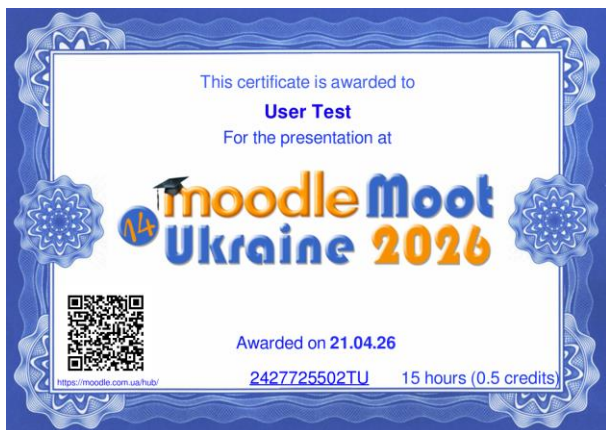 This certificate is awarded to
User Test
For the presentation at
moodle Moot
14 Ukraine 2026
Awarded on 21.04.26
https://moodle.com.ua/hub/
2427725502TU 15 hours (0.5 credits)